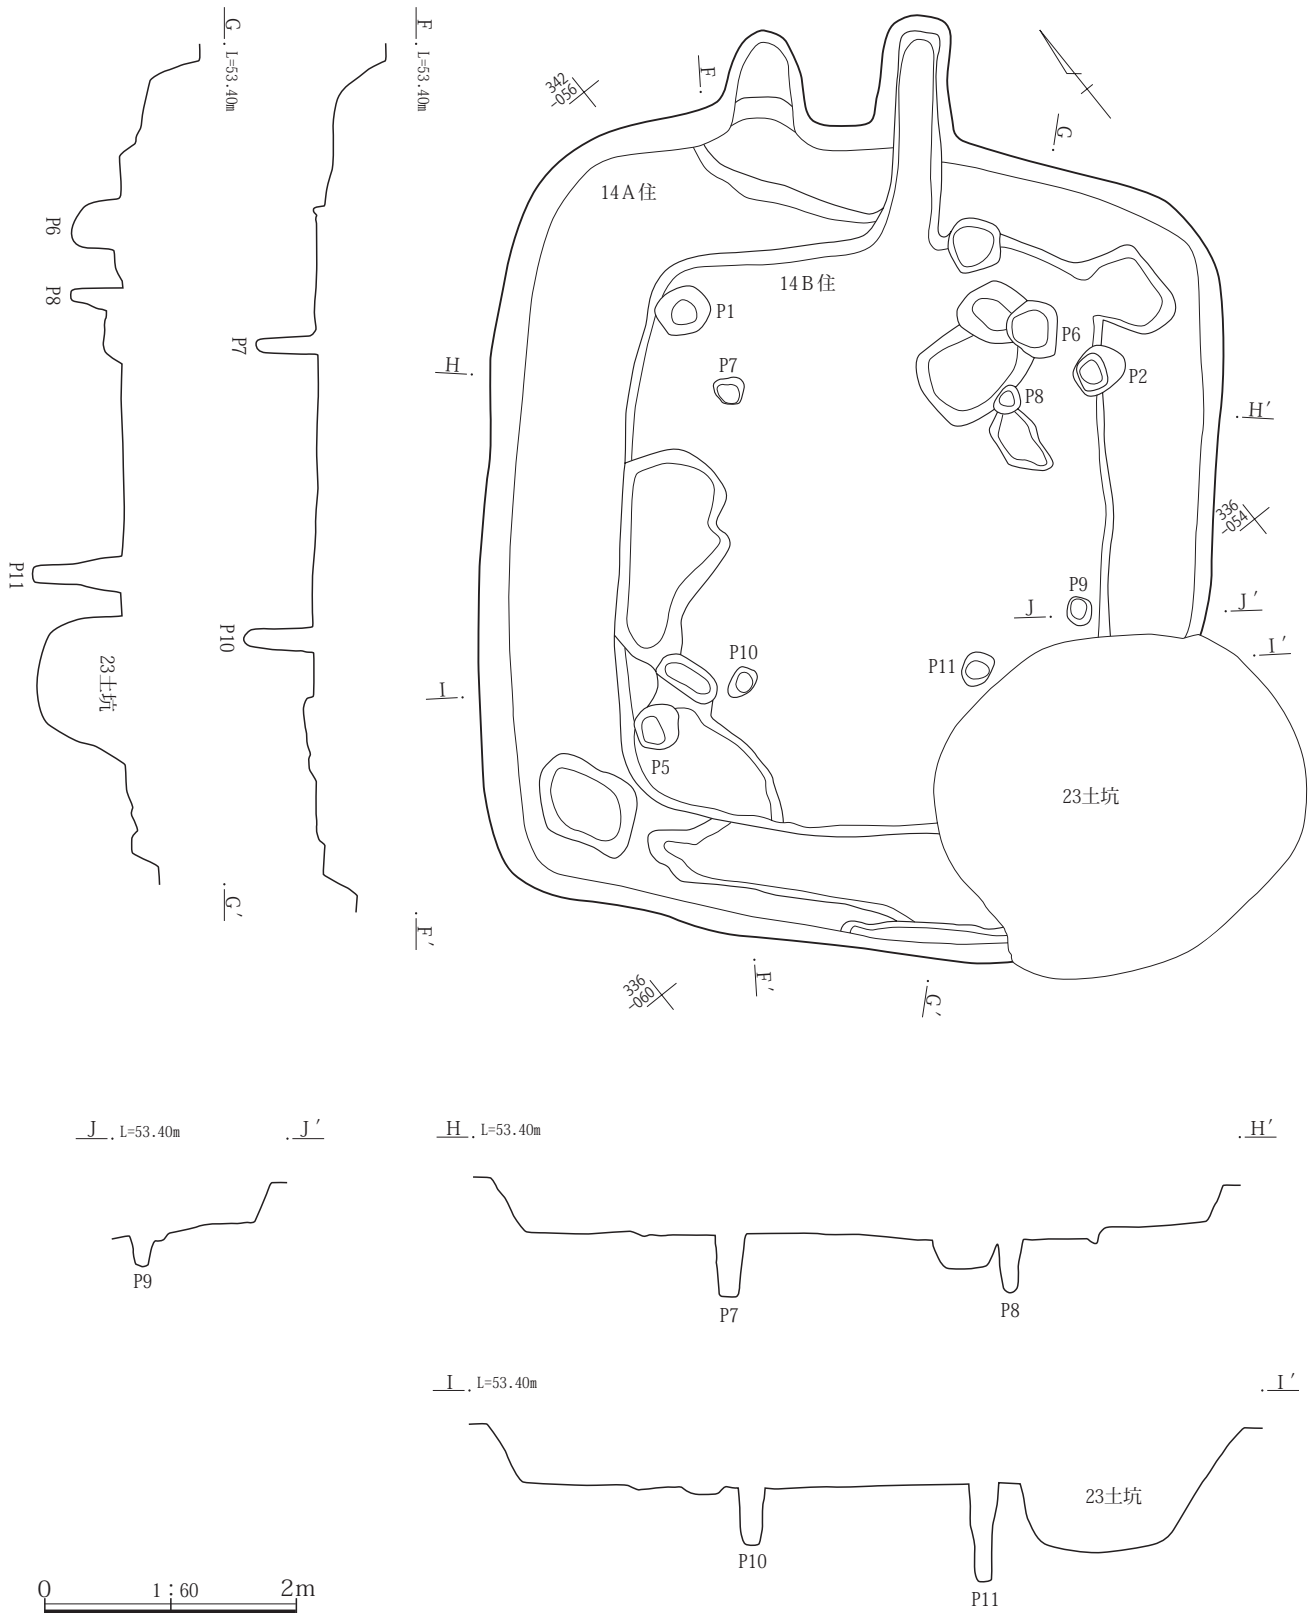 G
L=53.40m
F
L=53.40m
P6
P8
P7
P11
P10
23土坑
G′
F′
342
-056
F
G
14A住
14B住
P1
P6
P7
P2
P8
H
H′
336
-054
P9
J
J′
P10
P11
I′
I
P5
23土坑
336
-060
F′
G′
J L=53.40m J′
P9
H L=53.40m H′
P7
P8
I L=53.40m I′
23土坑
P10
P11
0 1:60 2m